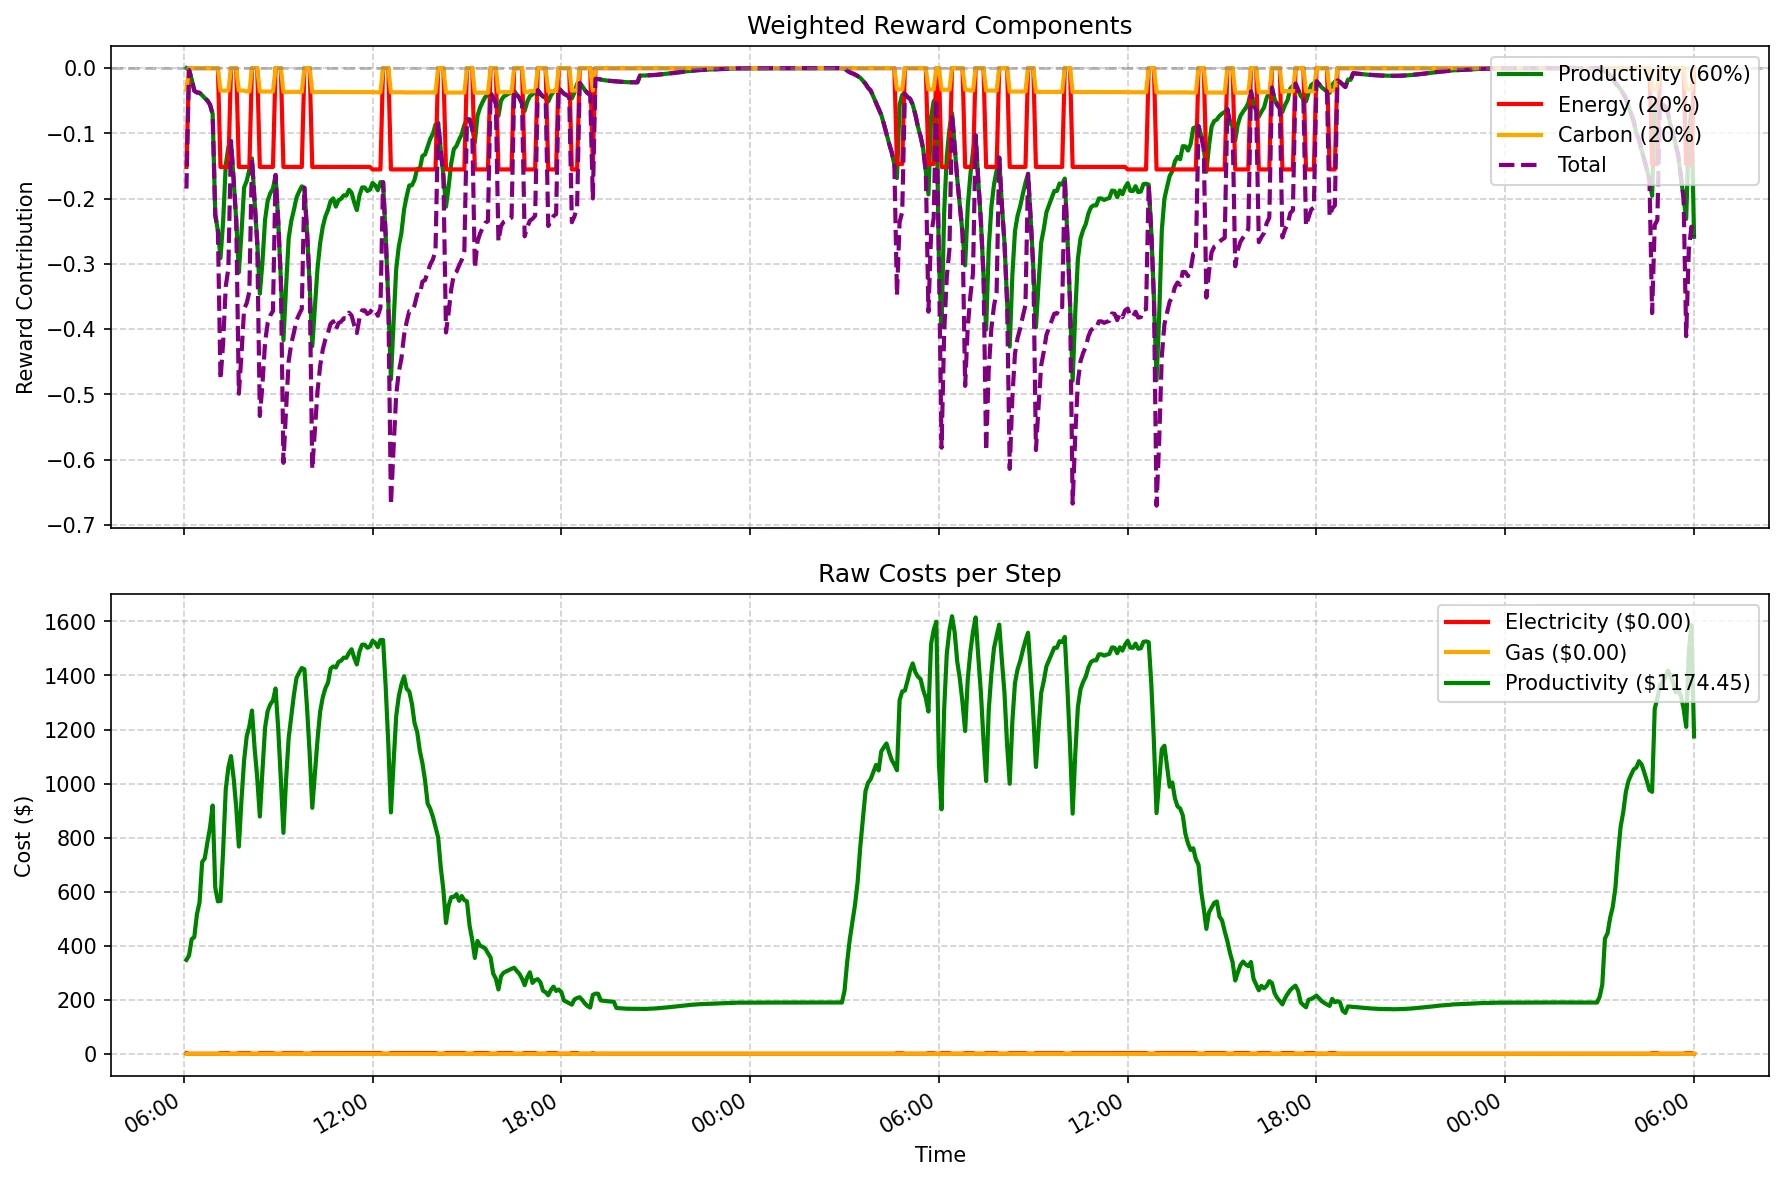 Weighted Reward Components
0.0
−0.1
−0.2
−0.3
−0.4
−0.5
−0.6
−0.7
Reward Contribution
Productivity (60%)
Energy (20%)
Carbon (20%)
Total
Raw Costs per Step
1600
1400
1200
1000
800
600
400
200
0
Cost ($)
Electricity ($0.00)
Gas ($0.00)
Productivity ($1174.45)
06:00
12:00
18:00
00:00
06:00
12:00
18:00
00:00
06:00
Time